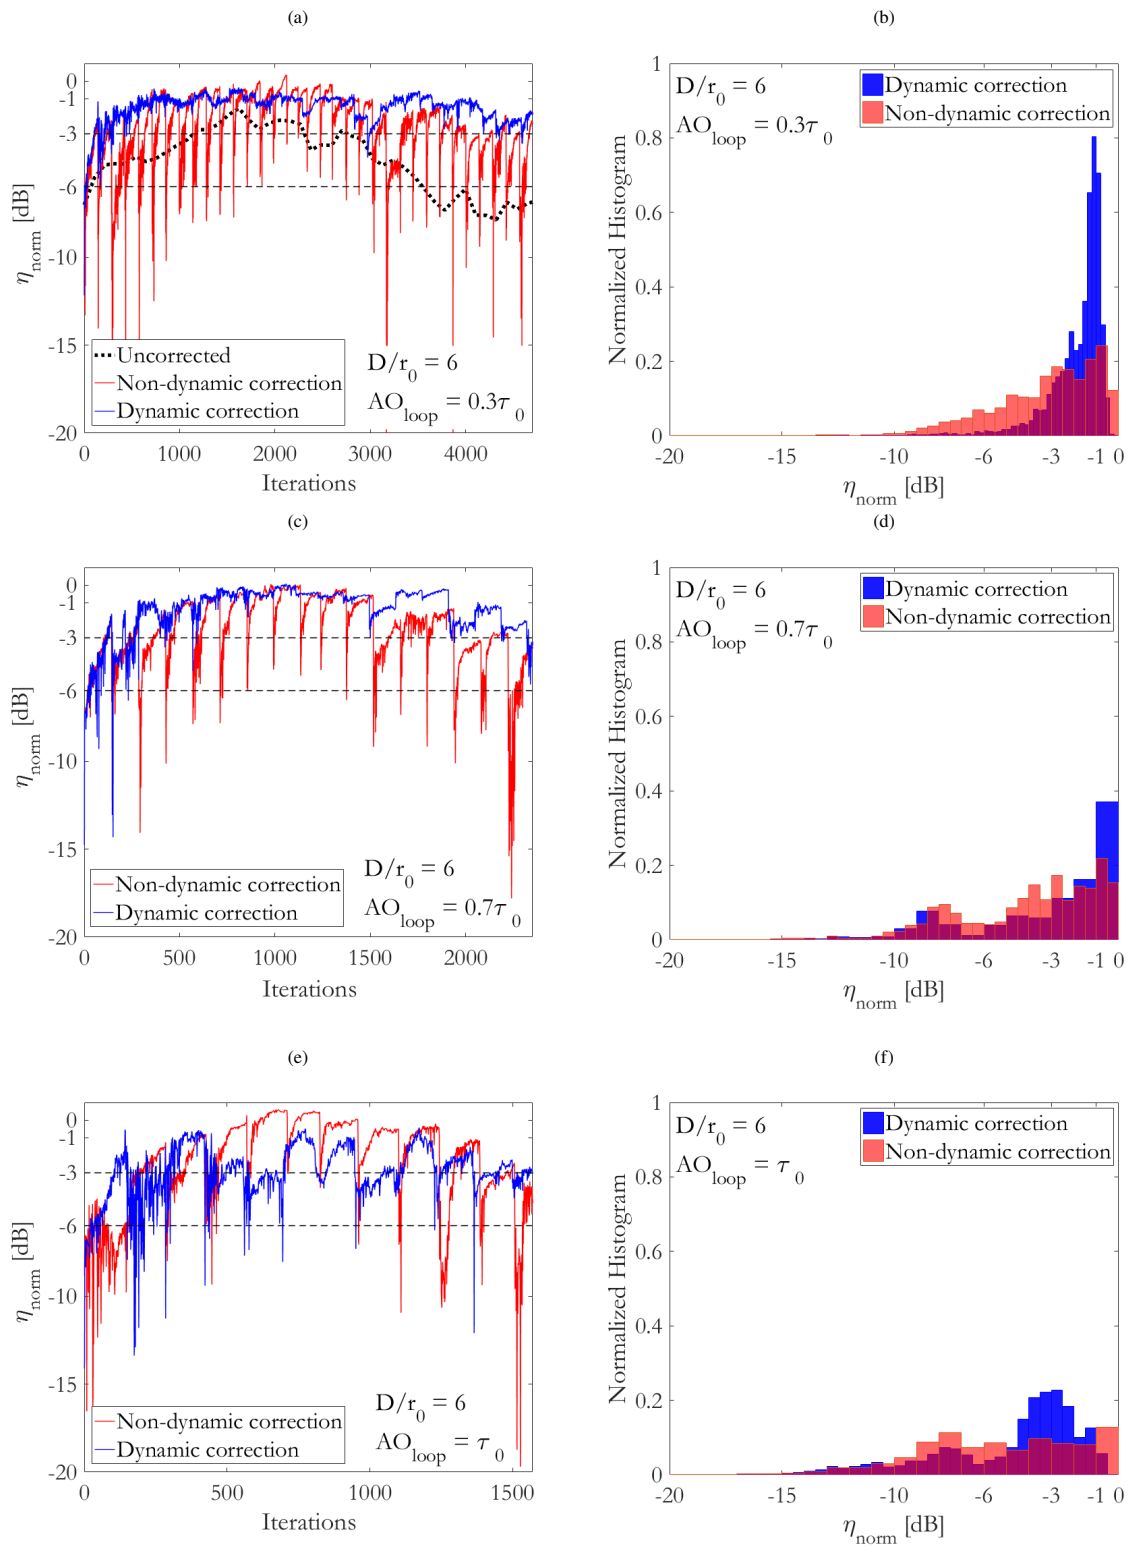 (a)
0
-1
-3
-6
-10
-15
-20
η_norm [dB]
Uncorrected
Non-dynamic correction
Dynamic correction
D/r_0 = 6
AO_loop = 0.3τ_0
0 1000 2000 3000 4000
Iterations
(b)
1
0.8
0.6
0.4
0.2
0
Normalized Histogram
D/r_0 = 6
AO_loop = 0.3τ_0
Dynamic correction
Non-dynamic correction
-20 -15 -10 -6 -3 -1 0
η_norm [dB]
(c)
0
-1
-3
-6
-10
-15
-20
η_norm [dB]
Non-dynamic correction
Dynamic correction
D/r_0 = 6
AO_loop = 0.7τ_0
0 500 1000 1500 2000
Iterations
(d)
1
0.8
0.6
0.4
0.2
0
Normalized Histogram
D/r_0 = 6
AO_loop = 0.7τ_0
Dynamic correction
Non-dynamic correction
-20 -15 -10 -6 -3 -1 0
η_norm [dB]
(e)
0
-1
-3
-6
-10
-15
-20
η_norm [dB]
Non-dynamic correction
Dynamic correction
D/r_0 = 6
AO_loop = τ_0
0 500 1000 1500
Iterations
(f)
1
0.8
0.6
0.4
0.2
0
Normalized Histogram
D/r_0 = 6
AO_loop = τ_0
Dynamic correction
Non-dynamic correction
-20 -15 -10 -6 -3 -1 0
η_norm [dB]